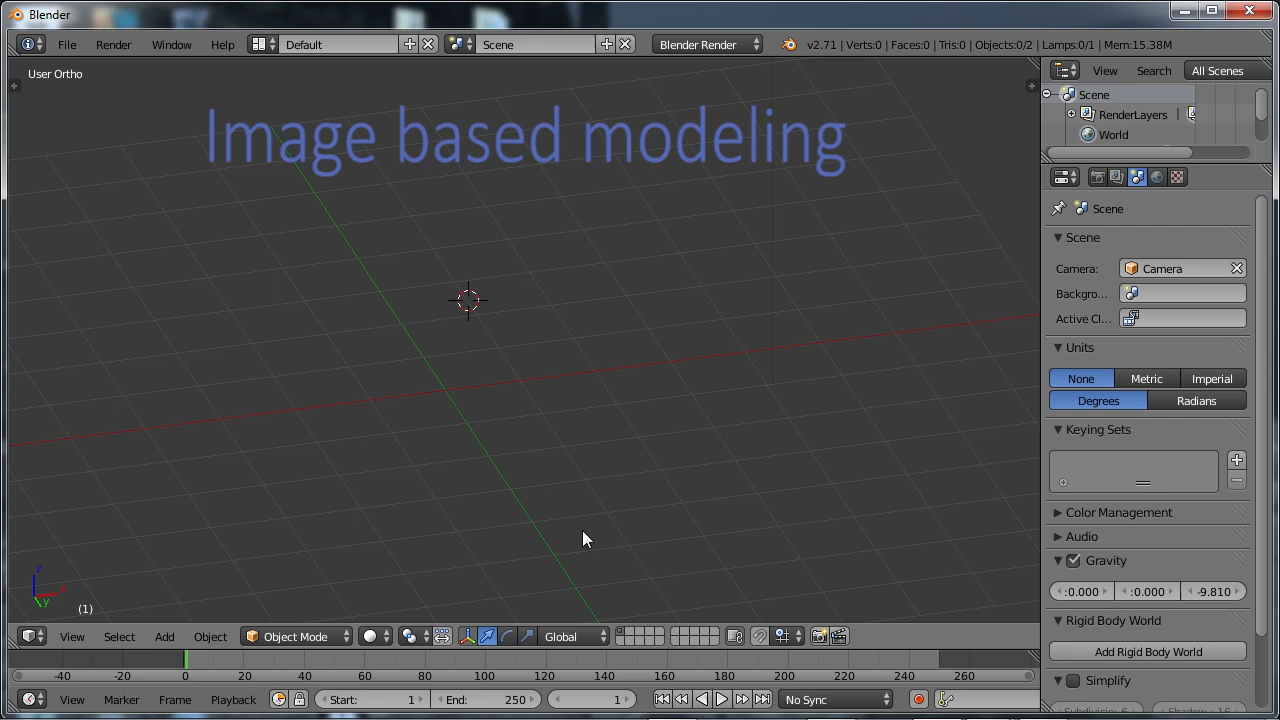 Blender
File Render Window Help Default Scene Blender Render v2.71 | Verts:0 | Faces:0 | Tris:0 | Objects:0/2 | Lamps:0/1 | Mem:15.38M
User Ortho
Image based modeling
View Search All Scenes
Scene
RenderLayers
World
Scene
Scene
Camera: Camera
Backgro...
Active Cl...
Units
None Metric Imperial
Degrees Radians
Keying Sets
Color Management
Audio
Gravity
:0.000 :0.000 -9.810
Rigid Body World
Add Rigid Body World
Simplify
z
x
y
(1)
View Select Add Object Object Mode Global
-40 -20 0 20 40 60 80 100 120 140 160 180 200 220 240 260
View Marker Frame Playback Start: 1 End: 250 1 No Sync